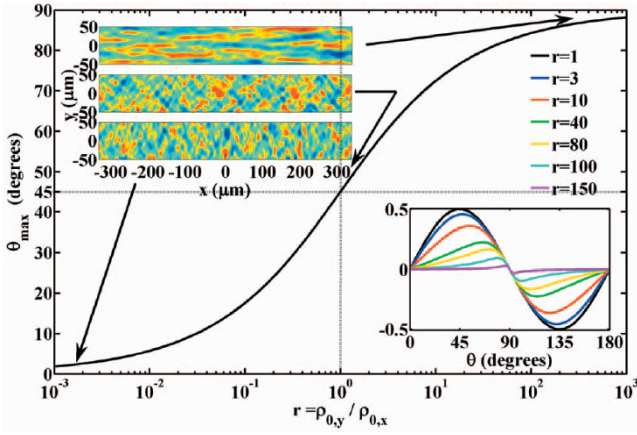 90
80
70
60
50
45
40
30
20
10
0
θmax (degrees)
50
0
-50
50
0
-50
50
0
-50
y (μm)
-300 -200 -100 0 100 200 300
x (μm)
r=1
r=3
r=10
r=40
r=80
r=100
r=150
0.5
0
-0.5
0 45 90 135 180
θ (degrees)
10⁻³ 10⁻² 10⁻¹ 10⁰ 10¹ 10² 10³
r =ρ0,y / ρ0,x